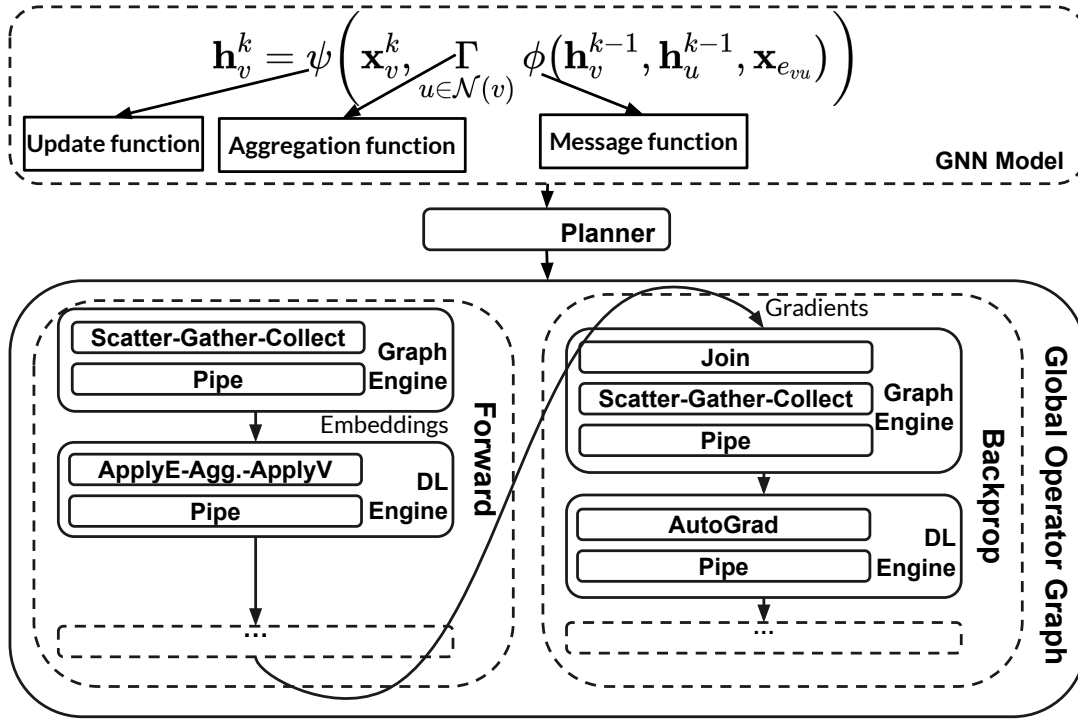 𝐡_v^k = ψ(𝐱_v^k, Γ_{u∈𝒩(v)} ϕ(𝐡_v^{k−1}, 𝐡_u^{k−1}, 𝐱_{e_{vu}}))
Update function
Aggregation function
Message function
GNN Model
Planner
Scatter-Gather-Collect
Pipe
Graph
Engine
Embeddings
ApplyE-Agg.-ApplyV
Pipe
DL
Engine
...
Forward
Gradients
Join
Scatter-Gather-Collect
Pipe
Graph
Engine
AutoGrad
Pipe
DL
Engine
...
Backprop
Global Operator Graph